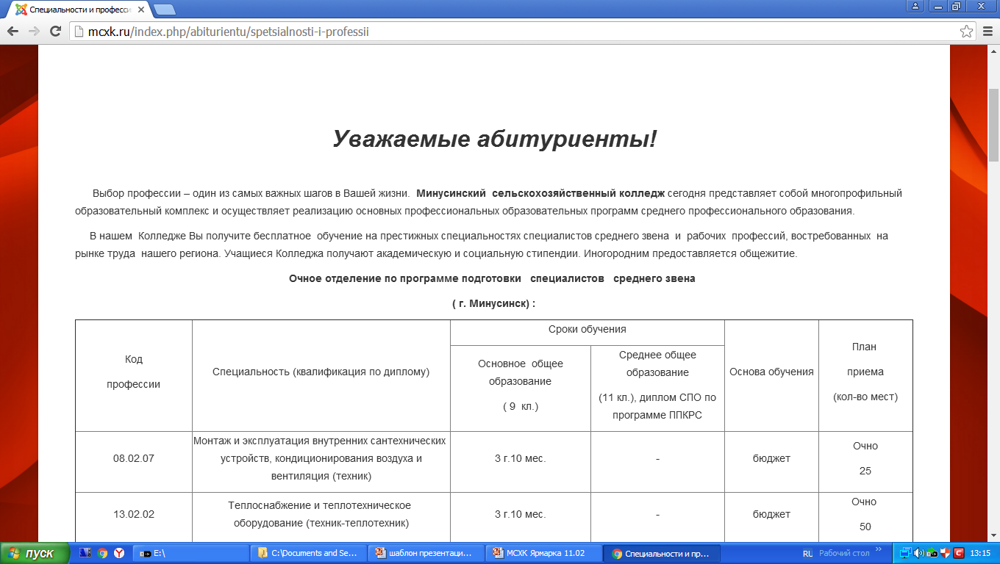 Специальности и професси
mcxk.ru/index.php/abiturientu/spetsialnosti-i-professii
Уважаемые абитуриенты!
Выбор профессии – один из самых важных шагов в Вашей жизни. Минусинский сельскохозяйственный колледж сегодня представляет собой многопрофильный
образовательный комплекс и осуществляет реализацию основных профессиональных образовательных программ среднего профессионального образования.
В нашем Колледже Вы получите бесплатное обучение на престижных специальностях специалистов среднего звена и рабочих профессий, востребованных на
рынке труда нашего региона. Учащиеся Колледжа получают академическую и социальную стипендии. Иногородним предоставляется общежитие.
Очное отделение по программе подготовки специалистов среднего звена
( г. Минусинск) :
Код
профессии
Специальность (квалификация по диплому)
Сроки обучения
Основное общее
образование
( 9 кл.)
Среднее общее
образование
(11 кл.), диплом СПО по
программе ППКРС
Основа обучения
План
приема
(кол-во мест)
08.02.07
Монтаж и эксплуатация внутренних сантехнических
устройств, кондиционирования воздуха и
вентиляция (техник)
3 г.10 мес.
-
бюджет
Очно
25
13.02.02
Теплоснабжение и теплотехническое
оборудование (техник-теплотехник)
3 г.10 мес.
-
бюджет
Очно
50
пуск
E:\
C:\Documents and Se...
шаблон презентаци...
МСХК Ярмарка 11.02
Специальности и пр...
RU
Рабочий стол
13:15